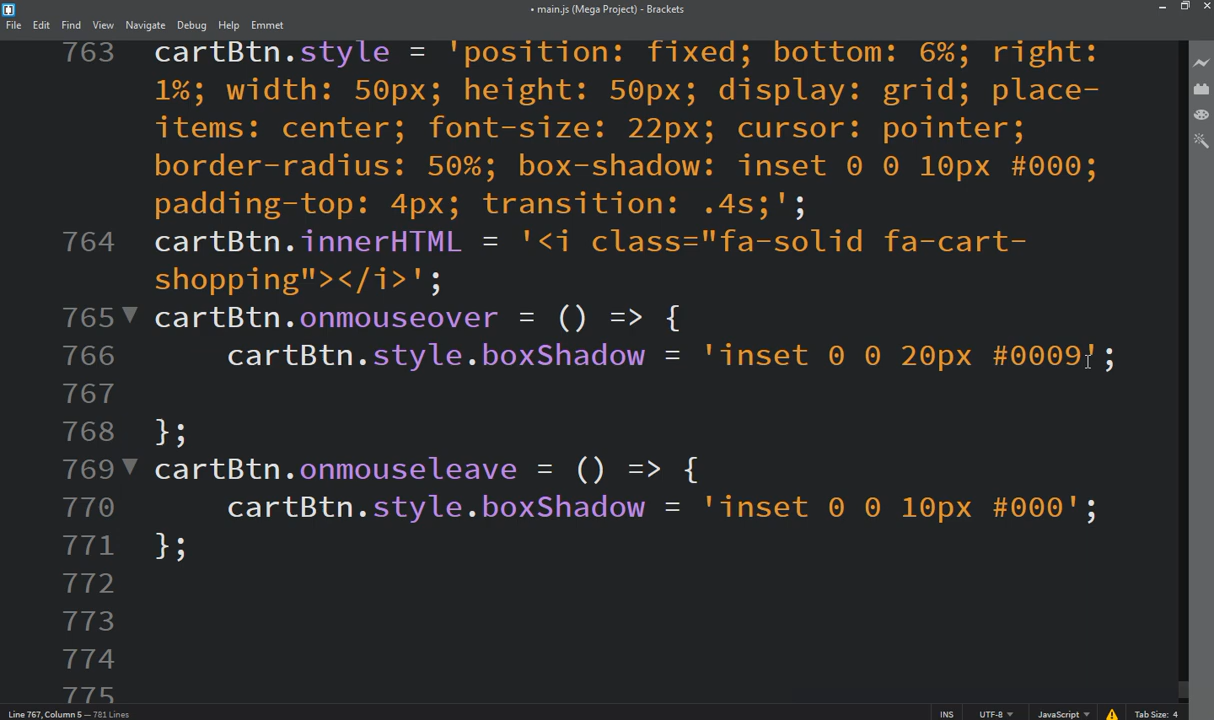 • main.js (Mega Project) - Brackets
File Edit Find View Navigate Debug Help Emmet
763 cartBtn.style = 'position: fixed; bottom: 6%; right:
1%; width: 50px; height: 50px; display: grid; place-
items: center; font-size: 22px; cursor: pointer;
border-radius: 50%; box-shadow: inset 0 0 10px #000;
padding-top: 4px; transition: .4s;';
764 cartBtn.innerHTML = '<i class="fa-solid fa-cart-
shopping"></i>';
765 cartBtn.onmouseover = () => {
766 cartBtn.style.boxShadow = 'inset 0 0 20px #0009';
767
768 };
769 cartBtn.onmouseleave = () => {
770 cartBtn.style.boxShadow = 'inset 0 0 10px #000';
771 };
772
773
774
775
Line 767, Column 5 — 781 Lines INS UTF-8 JavaScript Tab Size: 4